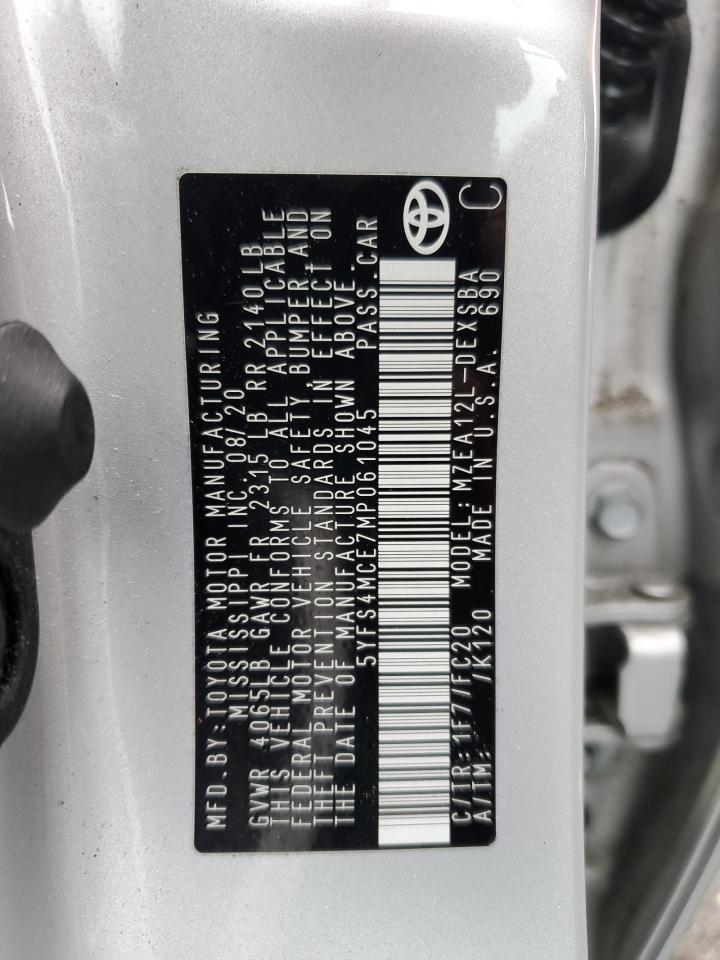 MFD.BY: TOYOTA MOTOR MANUFACTURING
MISSISSIPPI INC. 08/20
GVWR 4065LB GAWR FR 2315 LB RR 2140LB
THIS VEHICLE CONFORMS TO ALL APPLICABLE
FEDERAL MOTOR VEHICLE SAFETY, BUMPER AND
THEFT PREVENTION STANDARDS IN EFFECT ON
THE DATE OF MANUFACTURE SHOWN ABOVE.
5YFS4MCE7MP061045 PASS.CAR
C/TR: 1F7/FC20 MODEL: MZEA12L-DEXSBA
A/TM: /K120 MADE IN U.S.A. 690
C